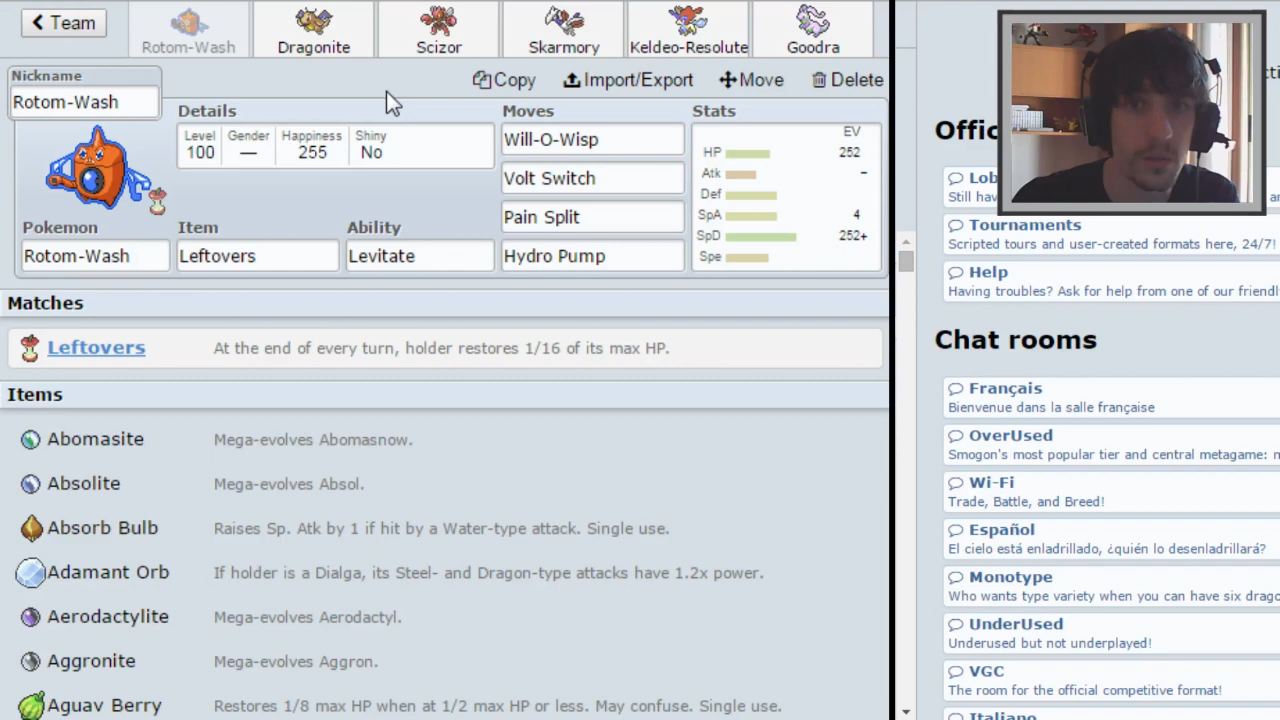 Team
Rotom-Wash
Dragonite
Scizor
Skarmory
Keldeo-Resolute
Goodra
Nickname
Rotom-Wash
Copy
Import/Export
Move
Delete
Details
Level
100
Gender
—
Happiness
255
Shiny
No
Moves
Will-O-Wisp
Volt Switch
Pain Split
Hydro Pump
Stats
EV
HP 252
Atk -
Def
SpA 4
SpD 252+
Spe
Pokemon
Rotom-Wash
Item
Leftovers
Ability
Levitate
Matches
Leftovers At the end of every turn, holder restores 1/16 of its max HP.
Items
Abomasite Mega-evolves Abomasnow.
Absolite Mega-evolves Absol.
Absorb Bulb Raises Sp. Atk by 1 if hit by a Water-type attack. Single use.
Adamant Orb If holder is a Dialga, its Steel- and Dragon-type attacks have 1.2x power.
Aerodactylite Mega-evolves Aerodactyl.
Aggronite Mega-evolves Aggron.
Aguav Berry Restores 1/8 max HP when at 1/2 max HP or less. May confuse. Single use.
Offic
Lob
Still hav
Tournaments
Scripted tours and user-created formats here, 24/7!
Help
Having troubles? Ask for help from one of our friendl
Chat rooms
Français
Bienvenue dans la salle française
OverUsed
Smogon's most popular tier and central metagame: m
Wi-Fi
Trade, Battle, and Breed!
Español
El cielo está enladrillado, ¿quién lo desenladrillará?
Monotype
Who wants type variety when you can have six drago
UnderUsed
Underused but not underplayed!
VGC
The room for the official competitive format!
Italiano